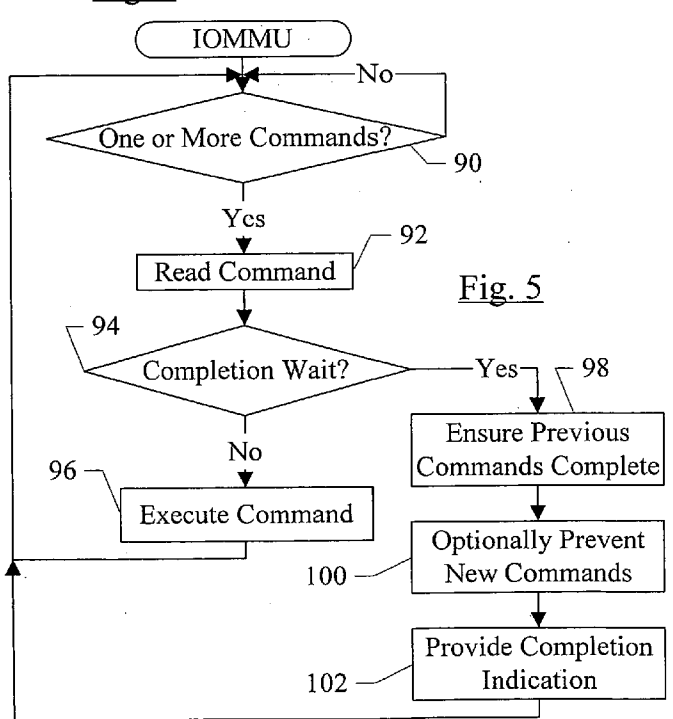 IOMMU
No
One or More Commands?
90
Yes
92
Read Command
Fig. 5
94
Completion Wait?
Yes
98
No
Ensure Previous
Commands Complete
96
Execute Command
Optionally Prevent
New Commands
100
Provide Completion
Indication
102